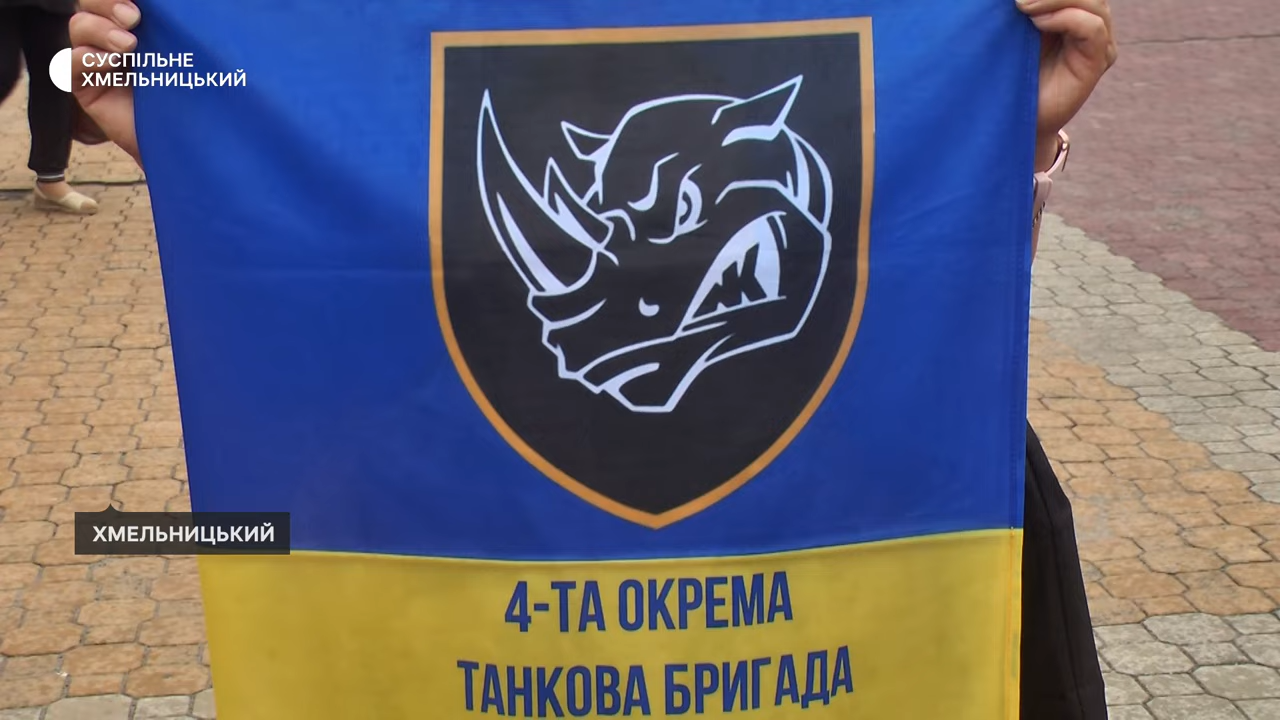 СУСПІЛЬНЕ
ХМЕЛЬНИЦЬКИЙ
ХМЕЛЬНИЦЬКИЙ
4-ТА ОКРЕМА
ТАНКОВА БРИГАДА